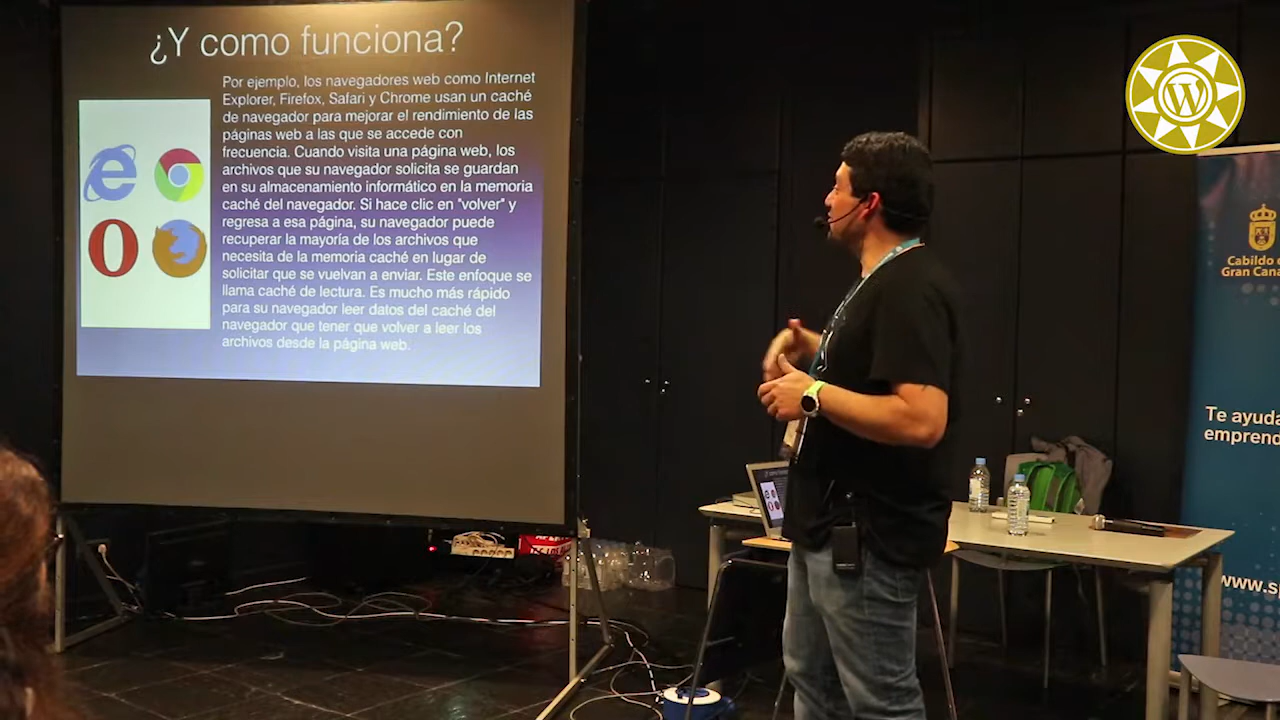 ¿Y como funciona?
Por ejemplo, los navegadores web como Internet
Explorer, Firefox, Safari y Chrome usan un caché
de navegador para mejorar el rendimiento de las
páginas web a las que se accede con
frecuencia. Cuando visita una página web, los
archivos que su navegador solicita se guardan
en su almacenamiento informático en la memoria
caché del navegador. Si hace clic en "volver" y
regresa a esa página, su navegador puede
recuperar la mayoría de los archivos que
necesita de la memoria caché en lugar de
solicitar que se vuelvan a enviar. Este enfoque se
llama caché de lectura. Es mucho más rápido
para su navegador leer datos del caché del
navegador que tener que volver a leer los
archivos desde la página web.
Cabildo
Gran Cana
Te ayuda
emprend
www.s